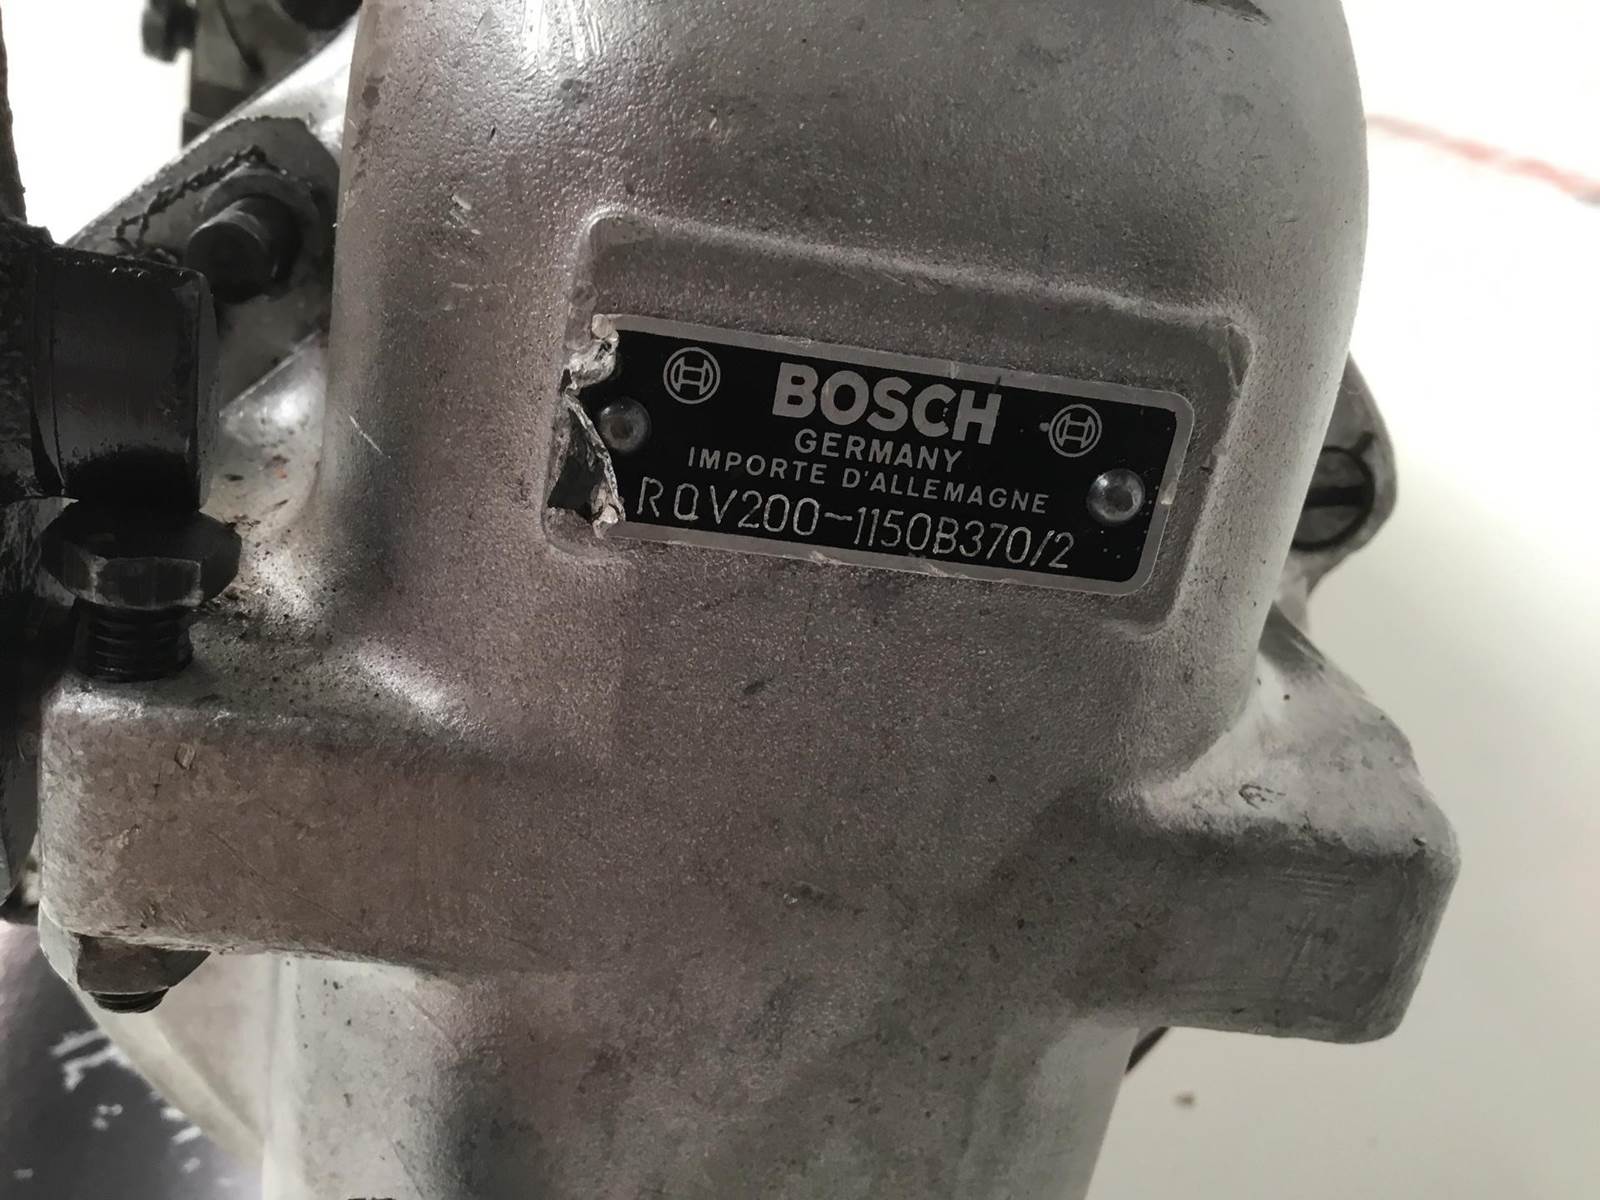 BOSCH
GERMANY
IMPORTE D'ALLEMAGNE
RQV200-1150B370/2